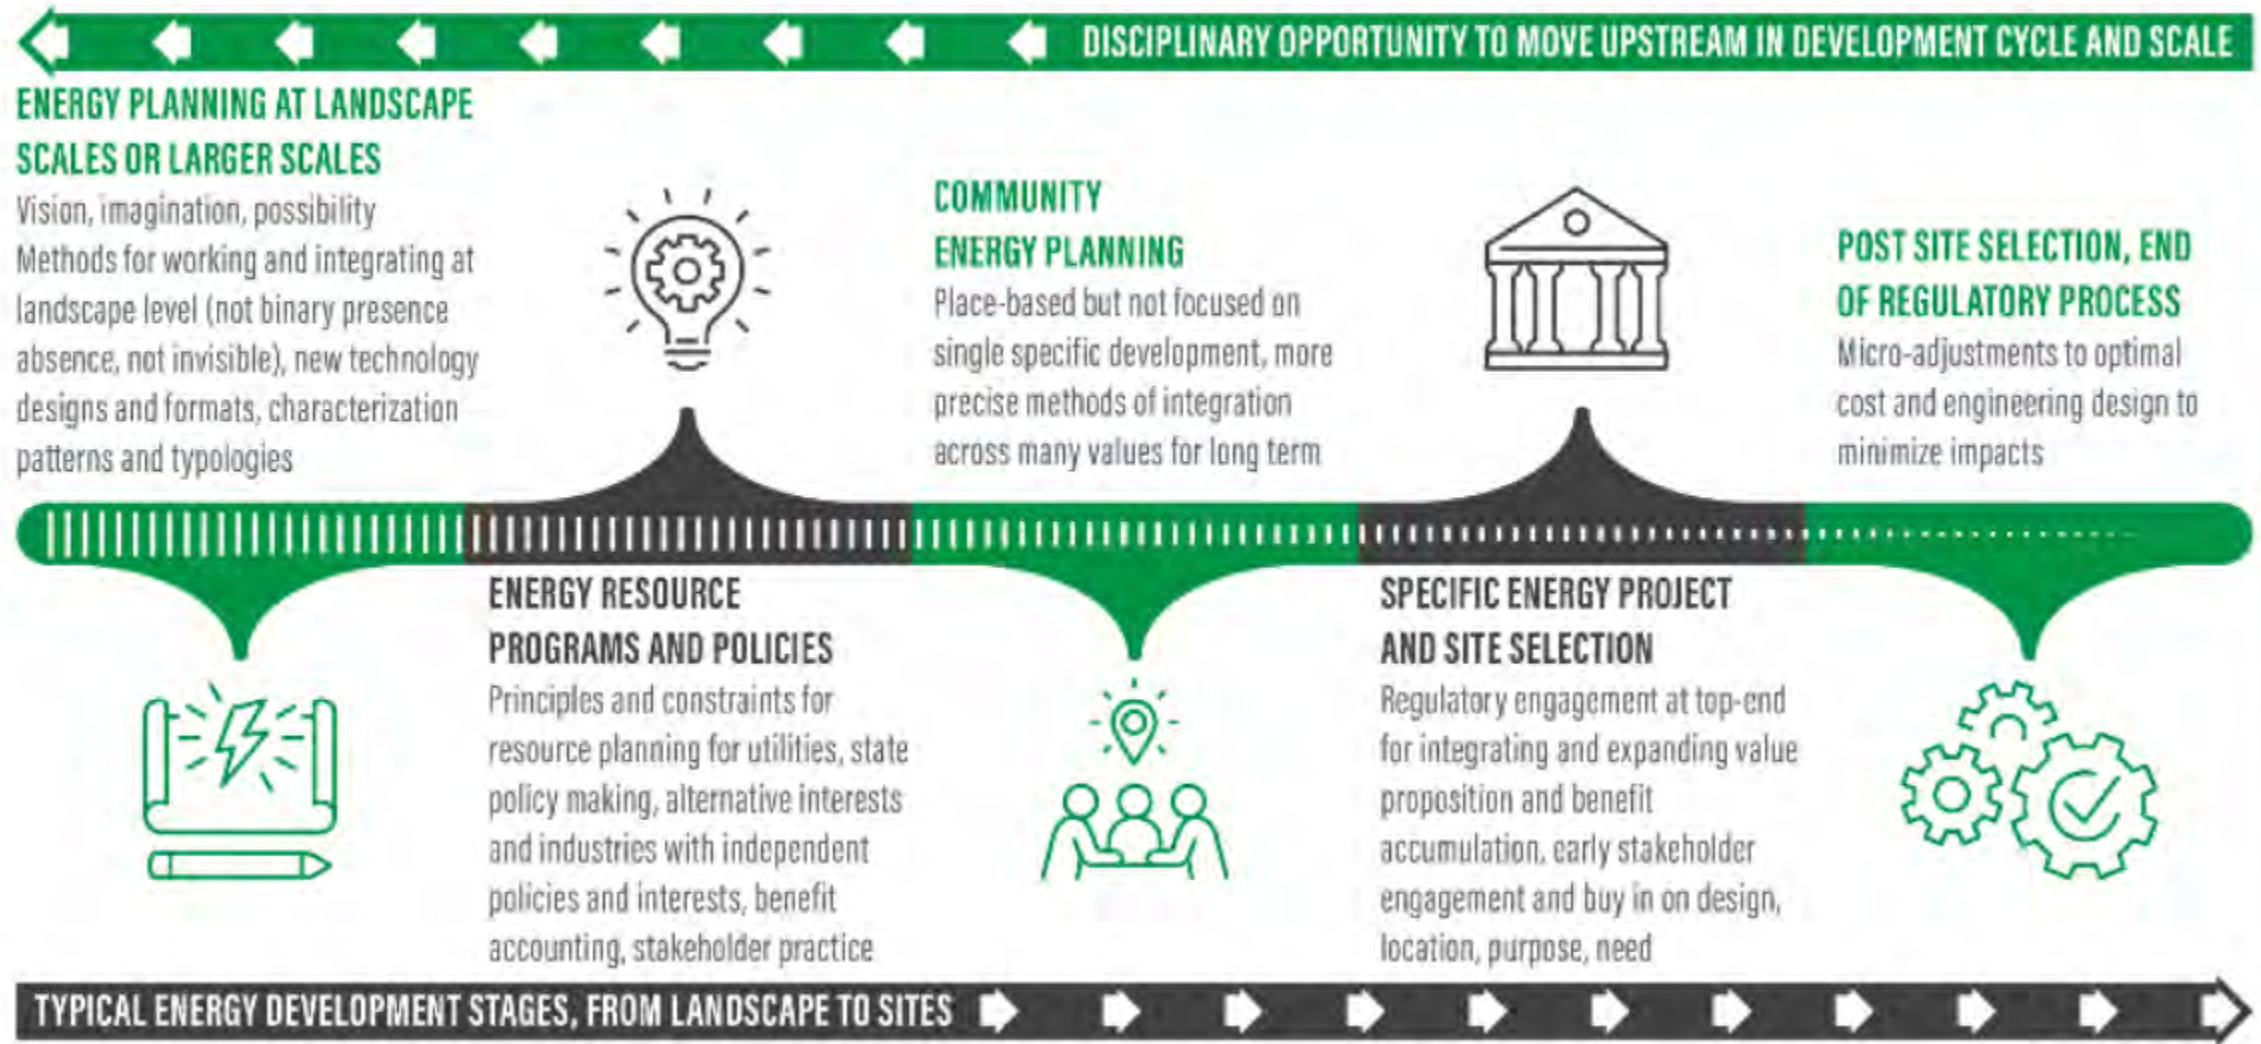 DISCIPLINARY OPPORTUNITY TO MOVE UPSTREAM IN DEVELOPMENT CYCLE AND SCALE
ENERGY PLANNING AT LANDSCAPE
SCALES OR LARGER SCALES
Vision, imagination, possibility
Methods for working and integrating at
landscape level (not binary presence
absence, not invisible), new technology
designs and formats, characterization
patterns and typologies
ENERGY RESOURCE
PROGRAMS AND POLICIES
Principles and constraints for
resource planning for utilities, state
policy making, alternative interests
and industries with independent
policies and interests, benefit
accounting, stakeholder practice
COMMUNITY
ENERGY PLANNING
Place-based but not focused on
single specific development, more
precise methods of integration
across many values for long term
SPECIFIC ENERGY PROJECT
AND SITE SELECTION
Regulatory engagement at top-end
for integrating and expanding value
proposition and benefit
accumulation, early stakeholder
engagement and buy in on design,
location, purpose, need
POST SITE SELECTION, END
OF REGULATORY PROCESS
Micro-adjustments to optimal
cost and engineering design to
minimize impacts
TYPICAL ENERGY DEVELOPMENT STAGES, FROM LANDSCAPE TO SITES